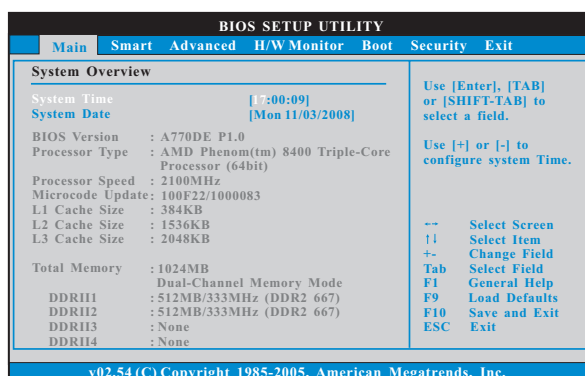 BIOS SETUP UTILITY
Main Smart Advanced H/W Monitor Boot Security Exit
System Overview
System Time [17:00:09]
System Date [Mon 11/03/2008]
BIOS Version : A770DE P1.0
Processor Type : AMD Phenom(tm) 8400 Triple-Core
Processor (64bit)
Processor Speed : 2100MHz
Microcode Update: 100F22/1000083
L1 Cache Size : 384KB
L2 Cache Size : 1536KB
L3 Cache Size : 2048KB
Total Memory : 1024MB
Dual-Channel Memory Mode
DDRII1 : 512MB/333MHz (DDR2 667)
DDRII2 : 512MB/333MHz (DDR2 667)
DDRII3 : None
DDRII4 : None
Use [Enter], [TAB]
or [SHIFT-TAB] to
select a field.
Use [+] or [-] to
configure system Time.
←→ Select Screen
↑↓ Select Item
+- Change Field
Tab Select Field
F1 General Help
F9 Load Defaults
F10 Save and Exit
ESC Exit
v02.54 (C) Copyright 1985-2005, American Megatrends, Inc.